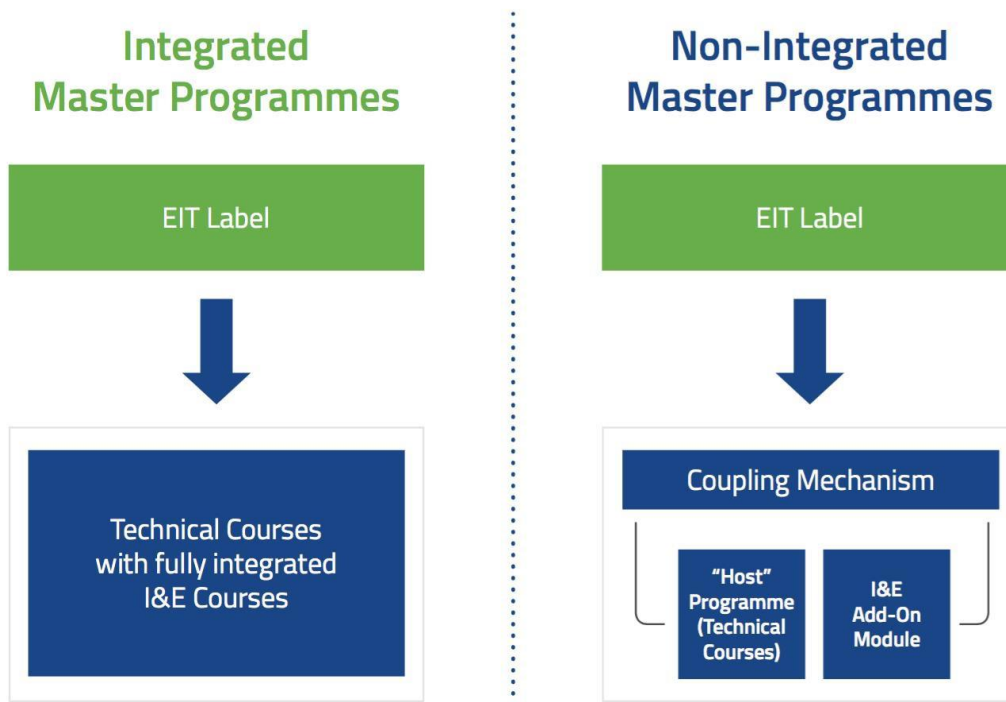 Integrated
Master Programmes
EIT Label
Technical Courses
with fully integrated
I&E Courses
Non-Integrated
Master Programmes
EIT Label
Coupling Mechanism
“Host”
Programme
(Technical
Courses)
I&E
Add-On
Module